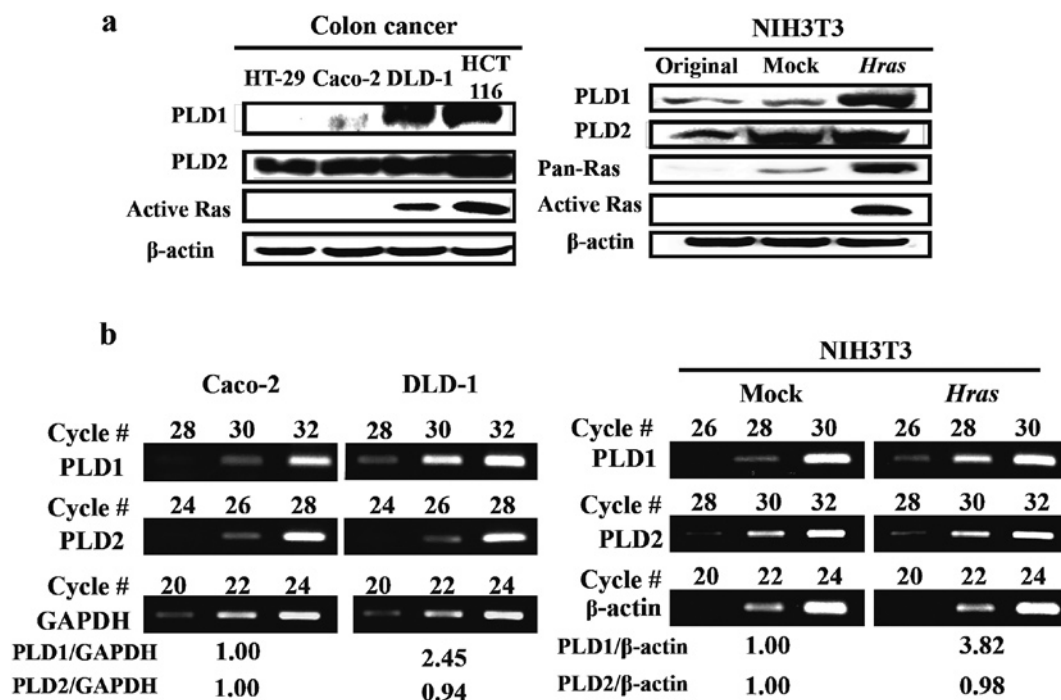 a
Colon cancer
HT-29 Caco-2 DLD-1 HCT 116
PLD1
PLD2
Active Ras
β-actin
NIH3T3
Original Mock Hras
PLD1
PLD2
Pan-Ras
Active Ras
β-actin
b
Caco-2 DLD-1
Cycle # 28 30 32 28 30 32
PLD1
Cycle # 24 26 28 24 26 28
PLD2
Cycle # 20 22 24 20 22 24
GAPDH
PLD1/GAPDH 1.00 2.45
PLD2/GAPDH 1.00 0.94
NIH3T3
Mock Hras
Cycle # 26 28 30 26 28 30
PLD1
Cycle # 28 30 32 28 30 32
PLD2
Cycle # 20 22 24 20 22 24
β-actin
PLD1/β-actin 1.00 3.82
PLD2/β-actin 1.00 0.98